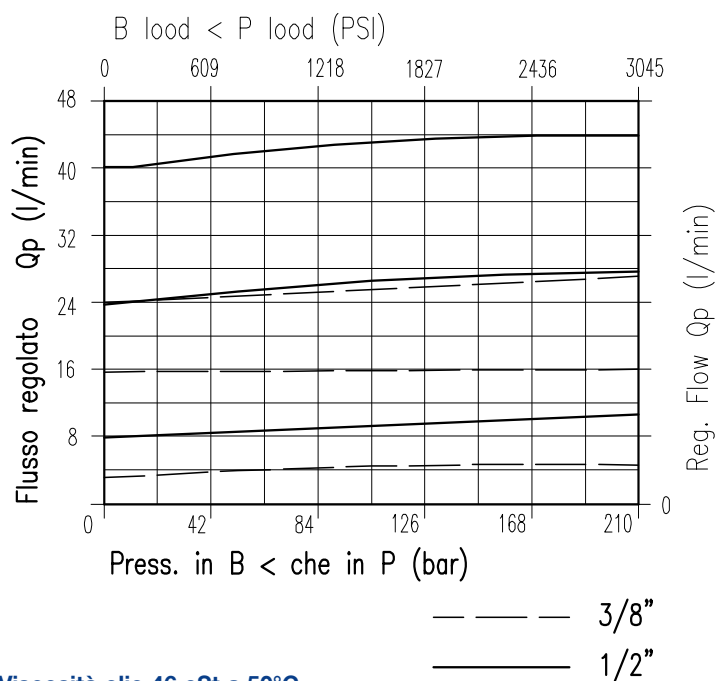 B lood < P lood (PSI)
0 609 1218 1827 2436 3045
48
40
32
24
16
8
0
Flusso regolato Qp (l/min)
Reg. Flow Qp (l/min)
0
42 84 126 168 210
Press. in B < che in P (bar)
3/8"
1/2"